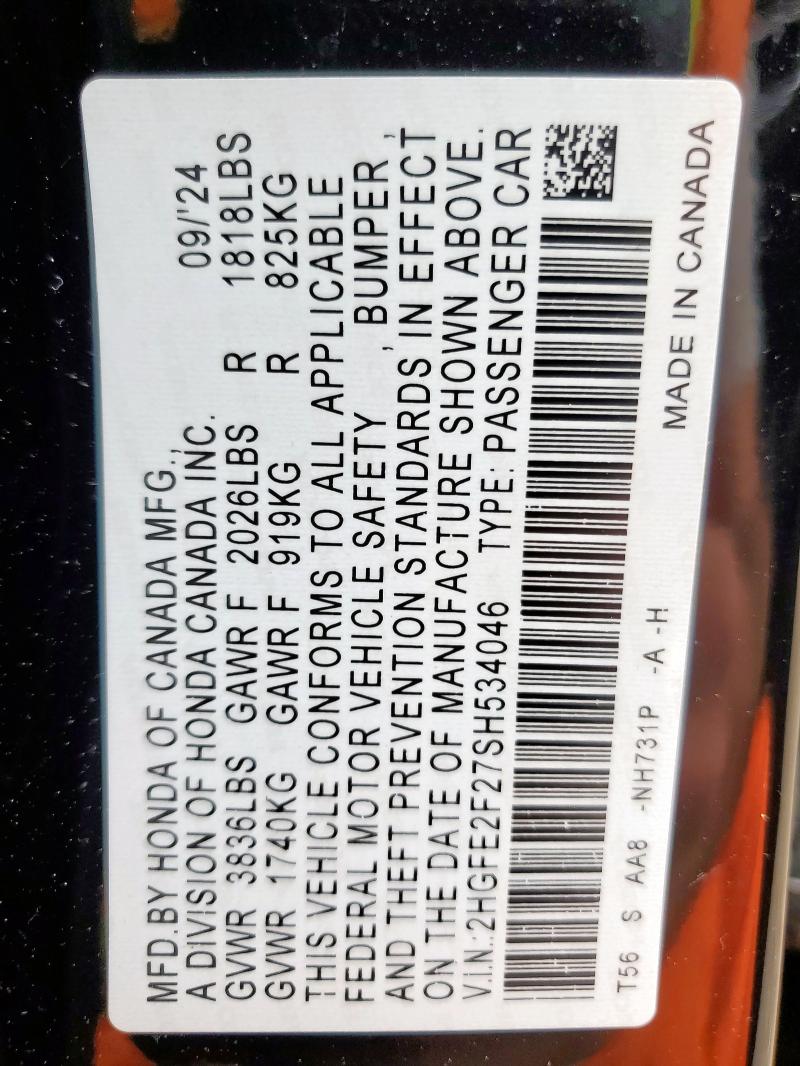 MFD.BY HONDA OF CANADA MFG.,
A DIVISION OF HONDA CANADA INC. 09/'24
GVWR 3836LBS GAWR F 2026LBS R 1818LBS
GVWR 1740KG GAWR F 919KG R 825KG
THIS VEHICLE CONFORMS TO ALL APPLICABLE
FEDERAL MOTOR VEHICLE SAFETY , BUMPER ,
AND THEFT PREVENTION STANDARDS IN EFFECT
ON THE DATE OF MANUFACTURE SHOWN ABOVE.
V.I.N.:2HGFE2F27SH534046 TYPE: PASSENGER CAR
T56 S AA8 -NH731P -A -H
MADE IN CANADA